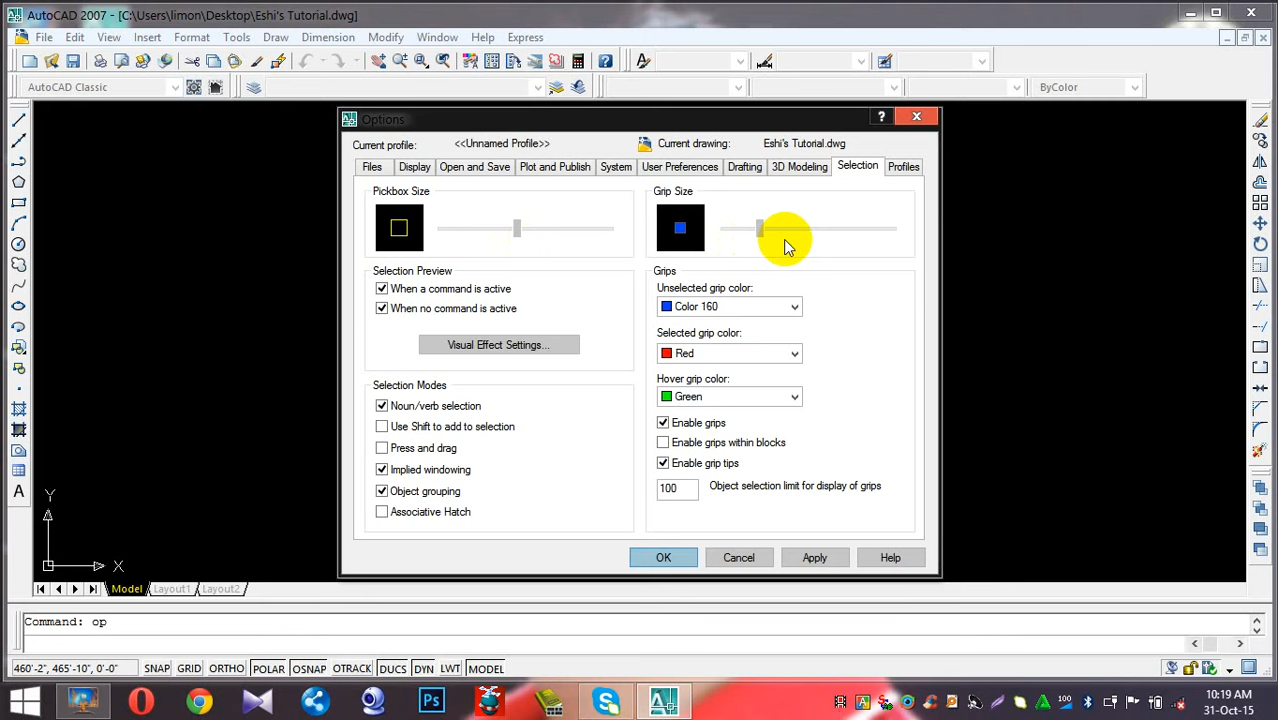 AutoCAD 2007 - [C:\Users\limon\Desktop\Eshi's Tutorial.dwg]
File Edit View Insert Format Tools Draw Dimension Modify Window Help Express
AutoCAD Classic
ByColor
Options
Current profile: <<Unnamed Profile>> Current drawing: Eshi's Tutorial.dwg
Files Display Open and Save Plot and Publish System User Preferences Drafting 3D Modeling Selection Profiles
Pickbox Size
Grip Size
Selection Preview
When a command is active
When no command is active
Visual Effect Settings...
Selection Modes
Noun/verb selection
Use Shift to add to selection
Press and drag
Implied windowing
Object grouping
Associative Hatch
Grips
Unselected grip color:
Color 160
Selected grip color:
Red
Hover grip color:
Green
Enable grips
Enable grips within blocks
Enable grip tips
100 Object selection limit for display of grips
OK Cancel Apply Help
Y
X
A
Model Layout1 Layout2
Command: op
460'-2", 465'-10", 0'-0" SNAP GRID ORTHO POLAR OSNAP OTRACK DUCS DYN LWT MODEL
Ps
100
10:19 AM
31-Oct-15